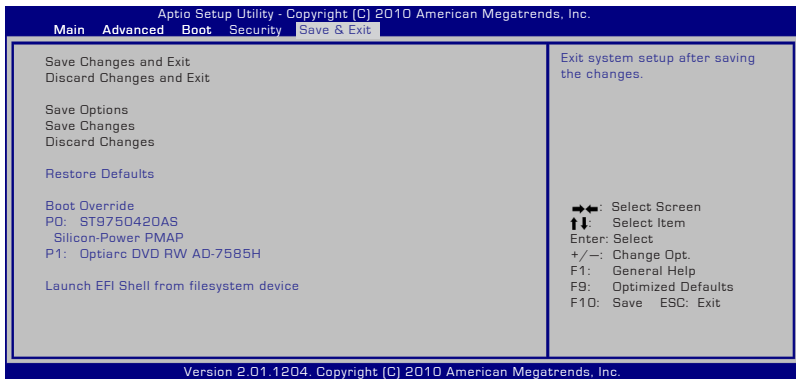 Aptio Setup Utility - Copyright (C) 2010 American Megatrends, Inc.
Main Advanced Boot Security Save & Exit
Save Changes and Exit
Discard Changes and Exit
Save Options
Save Changes
Discard Changes
Restore Defaults
Boot Override
P0: ST9750420AS
Silicon-Power PMAP
P1: Optiarc DVD RW AD-7585H
Launch EFI Shell from filesystem device
Exit system setup after saving
the changes.
→←: Select Screen
↑↓: Select Item
Enter: Select
+/—: Change Opt.
F1: General Help
F9: Optimized Defaults
F10: Save ESC: Exit
Version 2.01.1204. Copyright (C) 2010 American Megatrends, Inc.